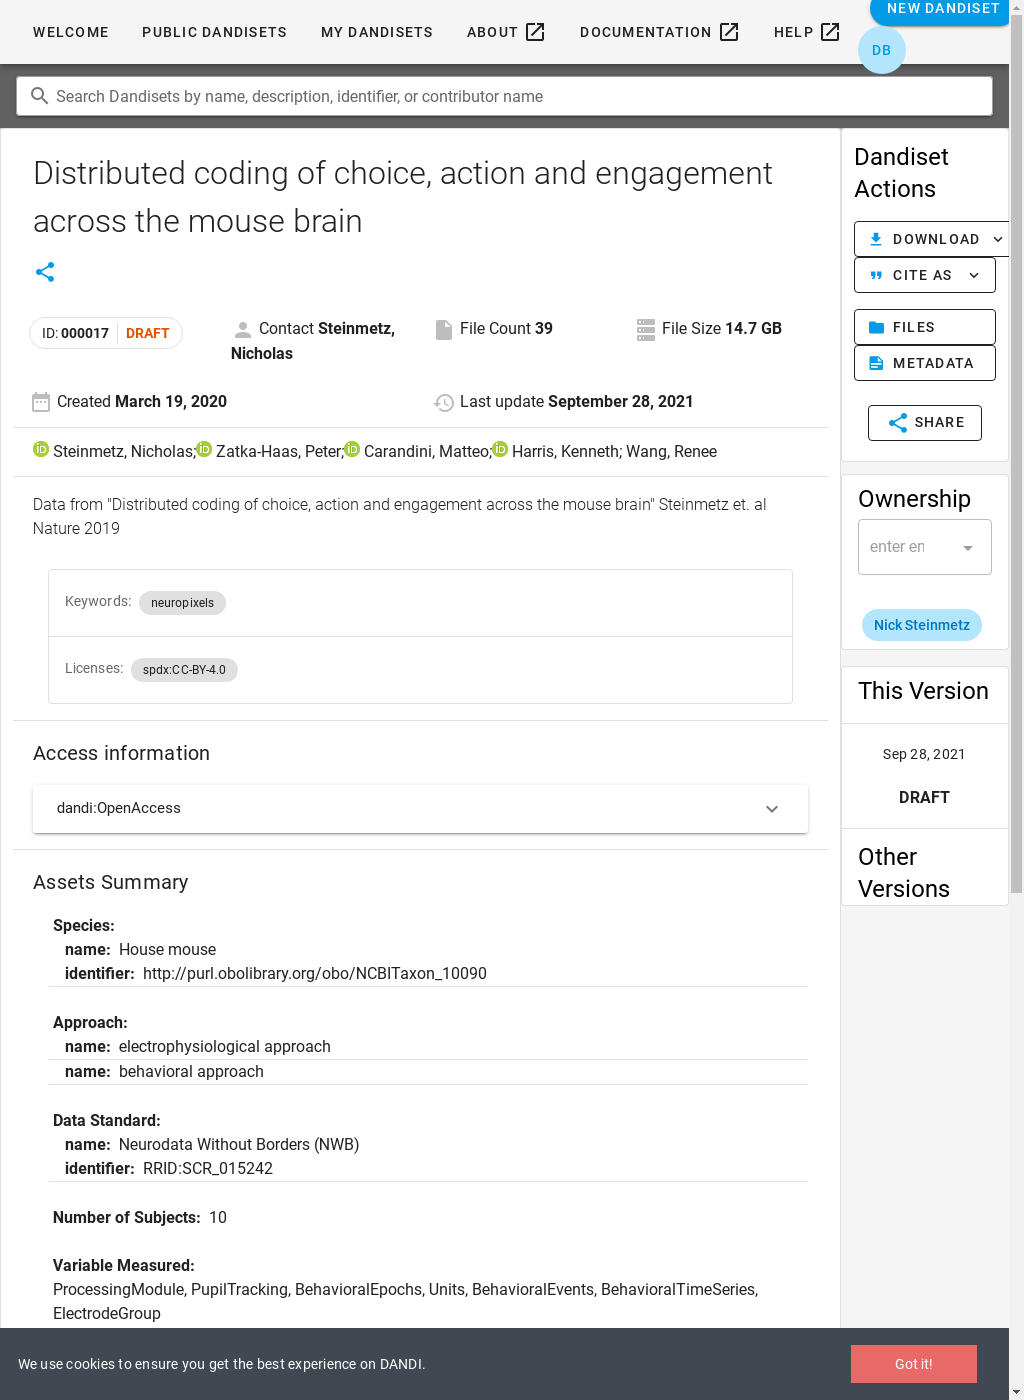 WELCOME PUBLIC DANDISETS MY DANDISETS ABOUT DOCUMENTATION HELP NEW DANDISET
DB
Search Dandisets by name, description, identifier, or contributor name
Distributed coding of choice, action and engagement
across the mouse brain
ID: 000017 DRAFT
Contact Steinmetz,
Nicholas
File Count 39
File Size 14.7 GB
Created March 19, 2020
Last update September 28, 2021
Steinmetz, Nicholas; Zatka-Haas, Peter; Carandini, Matteo; Harris, Kenneth; Wang, Renee
Data from "Distributed coding of choice, action and engagement across the mouse brain" Steinmetz et. al
Nature 2019
Keywords: neuropixels
Licenses: spdx:CC-BY-4.0
Access information
dandi:OpenAccess
Assets Summary
Species:
name: House mouse
identifier: http://purl.obolibrary.org/obo/NCBITaxon_10090
Approach:
name: electrophysiological approach
name: behavioral approach
Data Standard:
name: Neurodata Without Borders (NWB)
identifier: RRID:SCR_015242
Number of Subjects: 10
Variable Measured:
ProcessingModule, PupilTracking, BehavioralEpochs, Units, BehavioralEvents, BehavioralTimeSeries,
ElectrodeGroup
Dandiset
Actions
DOWNLOAD
CITE AS
FILES
METADATA
SHARE
Ownership
enter en
Nick Steinmetz
This Version
Sep 28, 2021
DRAFT
Other
Versions
We use cookies to ensure you get the best experience on DANDI.
Got it!